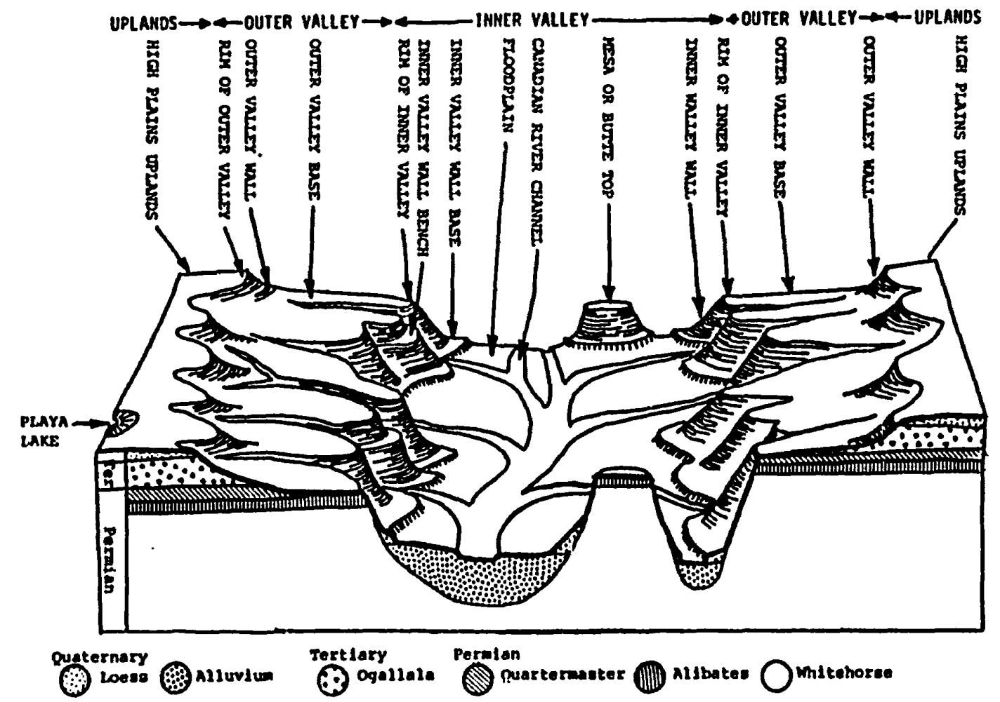 UPLANDS OUTER VALLEY INNER VALLEY OUTER VALLEY UPLANDS
HIGH PLAINS UPLANDS
RIM OF OUTER VALLEY
OUTER VALLEY WALL
OUTER VALLEY BASE
RIM OF INNER VALLEY
INNER VALLEY WALL BENCH
INNER VALLEY WALL BASE
FLOODPLAIN
CANADIAN RIVER CHANNEL
MESA OR BUTTE TOP
INNER WALLEY WALL
RIM OF INNER VALLEY
OUTER VALLEY BASE
OUTER VALLEY WALL
HIGH PLAINS UPLANDS
PLAYA
LAKE
Ter
Permian
Quaternary
Loess Alluvium
Tertiary
Ogallala
Permian
Quartermaster Alibates Whitehorse